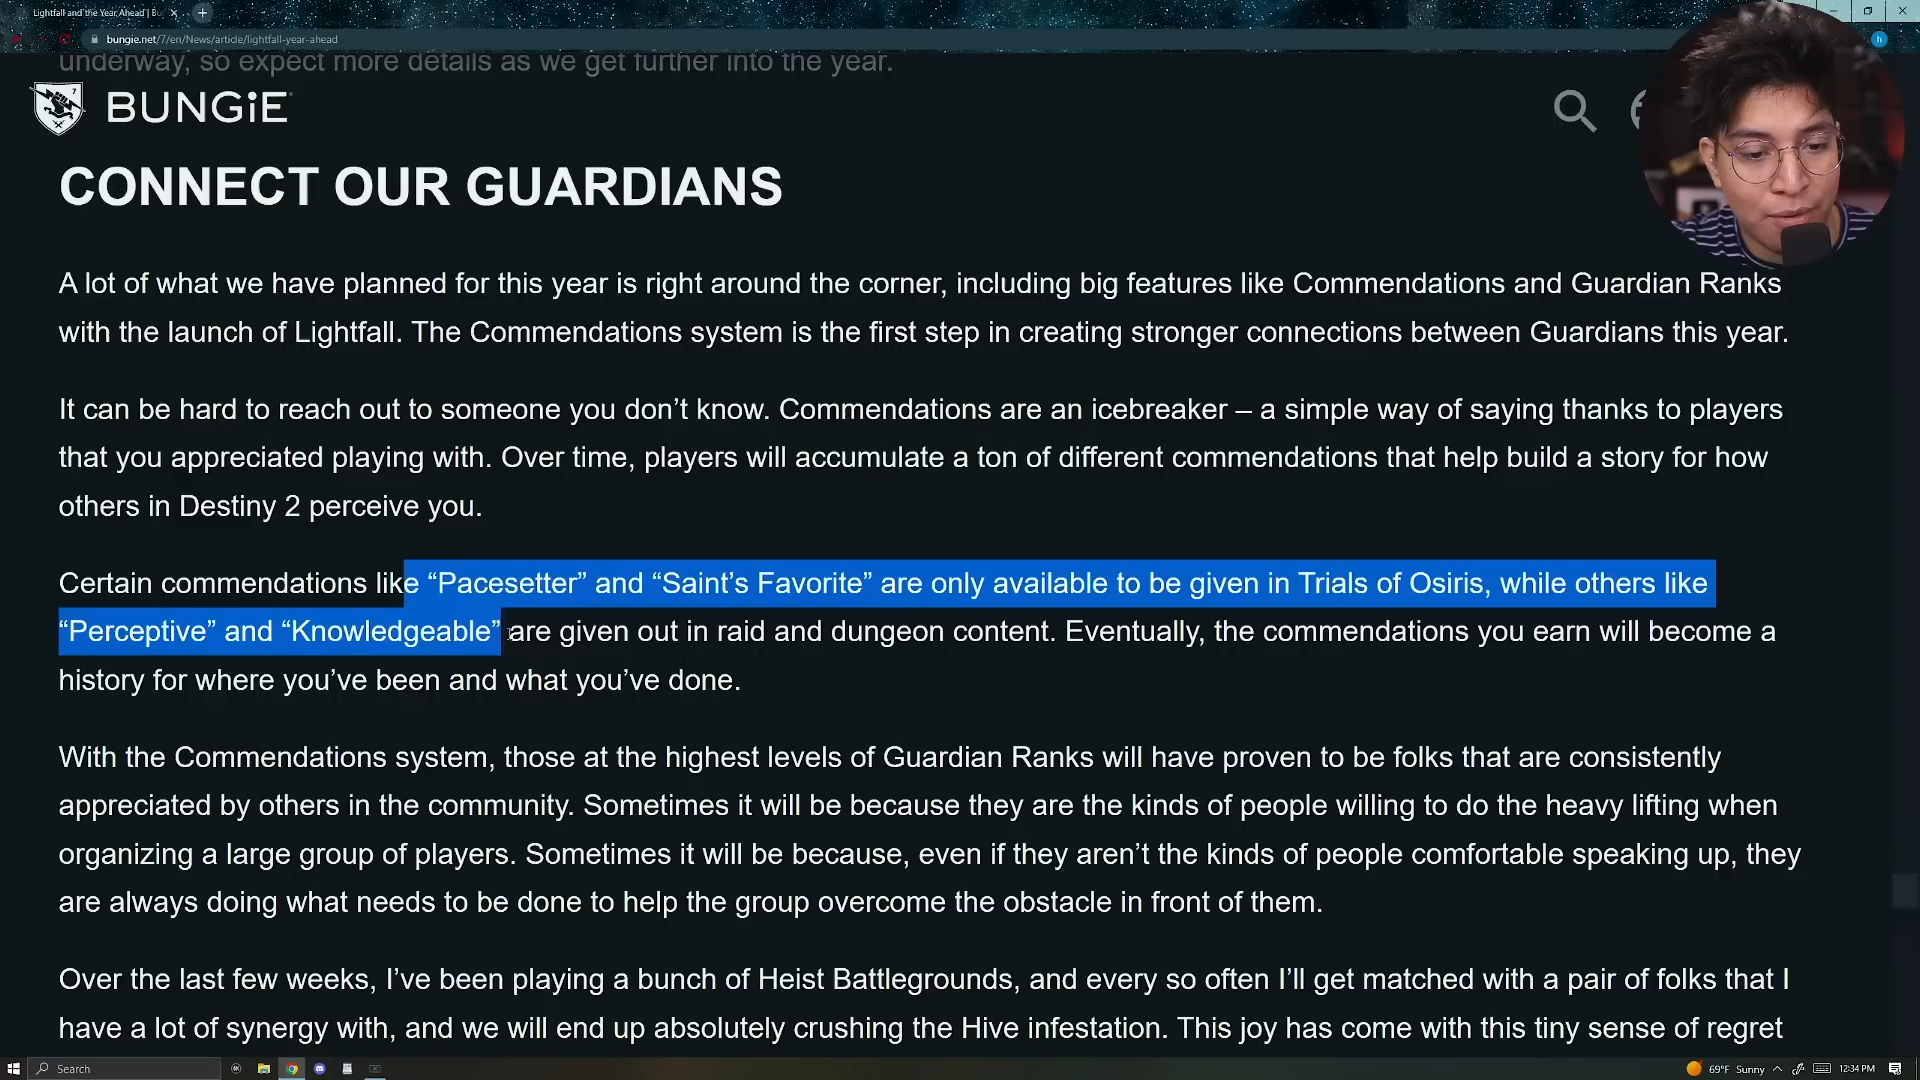 Lightfall and the Year Ahead | Bu
bungie.net/7/en/News/article/lightfall-year-ahead
h
underway, so expect more details as we get further into the year.
7
BUNGiE
CONNECT OUR GUARDIANS
A lot of what we have planned for this year is right around the corner, including big features like Commendations and Guardian Ranks
with the launch of Lightfall. The Commendations system is the first step in creating stronger connections between Guardians this year.
It can be hard to reach out to someone you don’t know. Commendations are an icebreaker – a simple way of saying thanks to players
that you appreciated playing with. Over time, players will accumulate a ton of different commendations that help build a story for how
others in Destiny 2 perceive you.
Certain commendations like “Pacesetter” and “Saint’s Favorite” are only available to be given in Trials of Osiris, while others like
“Perceptive” and “Knowledgeable” are given out in raid and dungeon content. Eventually, the commendations you earn will become a
history for where you’ve been and what you’ve done.
With the Commendations system, those at the highest levels of Guardian Ranks will have proven to be folks that are consistently
appreciated by others in the community. Sometimes it will be because they are the kinds of people willing to do the heavy lifting when
organizing a large group of players. Sometimes it will be because, even if they aren’t the kinds of people comfortable speaking up, they
are always doing what needs to be done to help the group overcome the obstacle in front of them.
Over the last few weeks, I’ve been playing a bunch of Heist Battlegrounds, and every so often I’ll get matched with a pair of folks that I
have a lot of synergy with, and we will end up absolutely crushing the Hive infestation. This joy has come with this tiny sense of regret
Search
69°F Sunny
12:34 PM